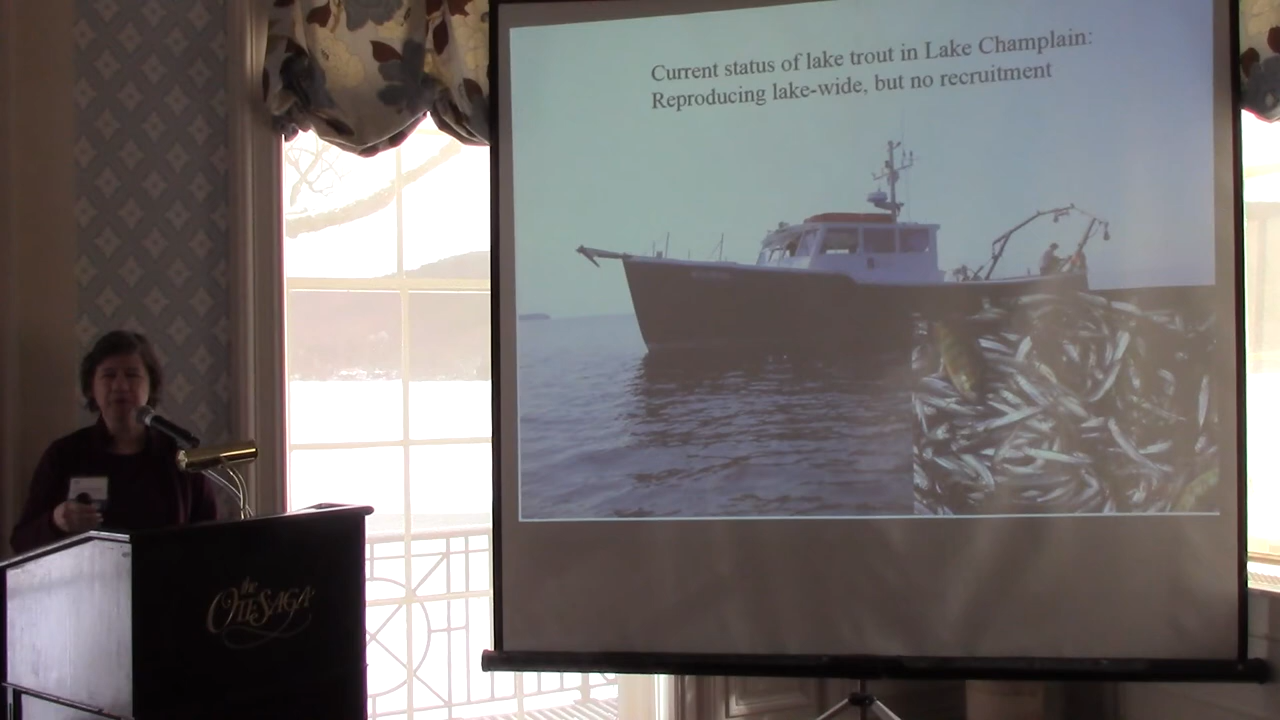 Current status of lake trout in Lake Champlain:
Reproducing lake-wide, but no recruitment
the
OTESAGA